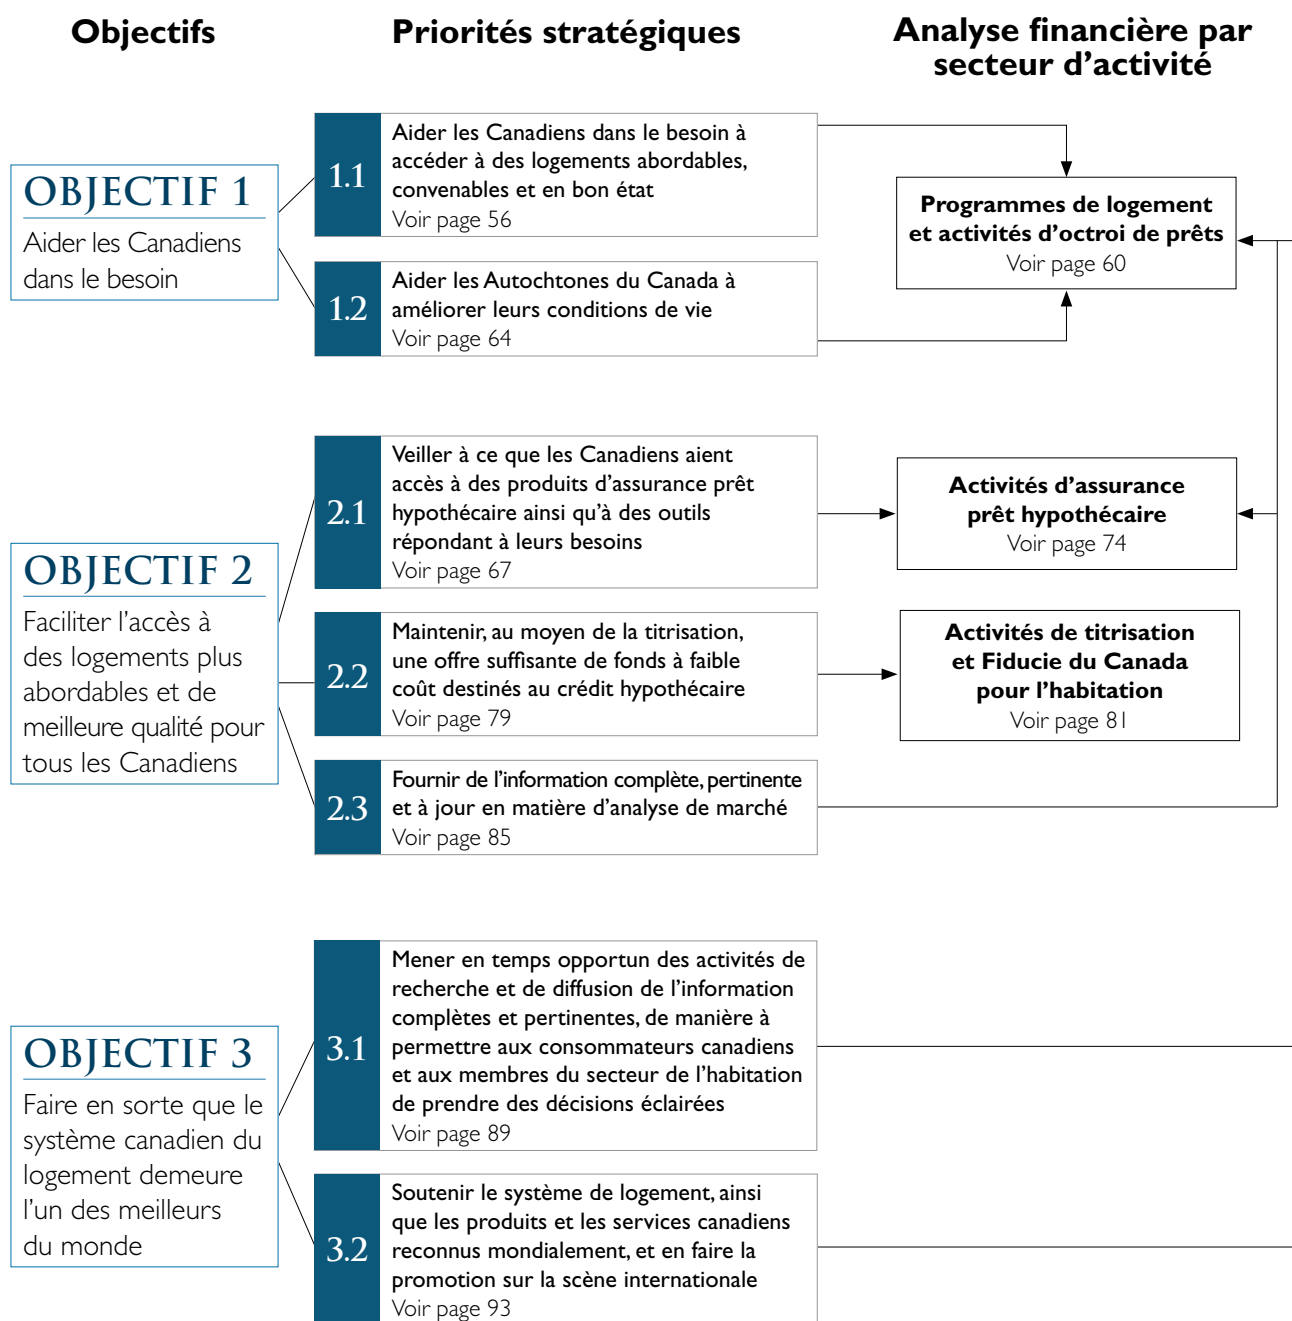 Objectifs
Priorités stratégiques
Analyse financière par
secteur d'activité
OBJECTIF 1
Aider les Canadiens
dans le besoin
1.1
Aider les Canadiens dans le besoin à
accéder à des logements abordables,
convenables et en bon état
Voir page 56
1.2
Aider les Autochtones du Canada à
améliorer leurs conditions de vie
Voir page 64
Programmes de logement
et activités d'octroi de prêts
Voir page 60
OBJECTIF 2
Faciliter l'accès à
des logements plus
abordables et de
meilleure qualité pour
tous les Canadiens
2.1
Veiller à ce que les Canadiens aient
accès à des produits d'assurance prêt
hypothécaire ainsi qu'à des outils
répondant à leurs besoins
Voir page 67
Activités d'assurance
prêt hypothécaire
Voir page 74
2.2
Maintenir, au moyen de la titrisation,
une offre suffisante de fonds à faible
coût destinés au crédit hypothécaire
Voir page 79
Activités de titrisation
et Fiducie du Canada
pour l'habitation
Voir page 81
2.3
Fournir de l'information complète, pertinente
et à jour en matière d'analyse de marché
Voir page 85
OBJECTIF 3
Faire en sorte que le
système canadien du
logement demeure
l'un des meilleurs
du monde
3.1
Mener en temps opportun des activités de
recherche et de diffusion de l'information
complètes et pertinentes, de manière à
permettre aux consommateurs canadiens
et aux membres du secteur de l'habitation
de prendre des décisions éclairées
Voir page 89
3.2
Soutenir le système de logement, ainsi
que les produits et les services canadiens
reconnus mondialement, et en faire la
promotion sur la scène internationale
Voir page 93